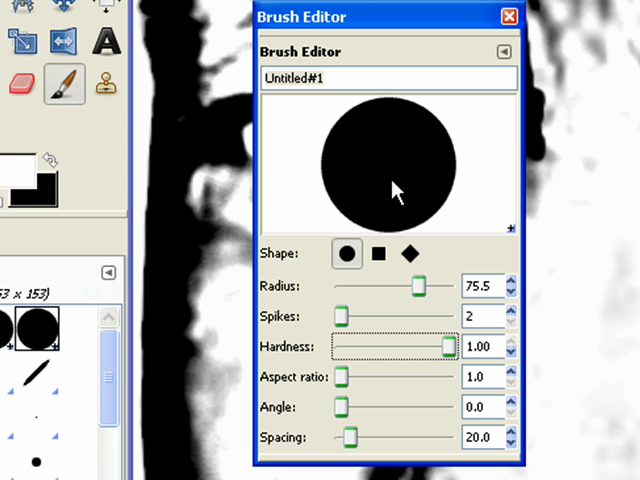 Brush Editor
Brush Editor
Untitled#1
Shape:
Radius: 75.5
Spikes: 2
Hardness: 1.00
Aspect ratio: 1.0
Angle: 0.0
Spacing: 20.0
3 x 153)
A